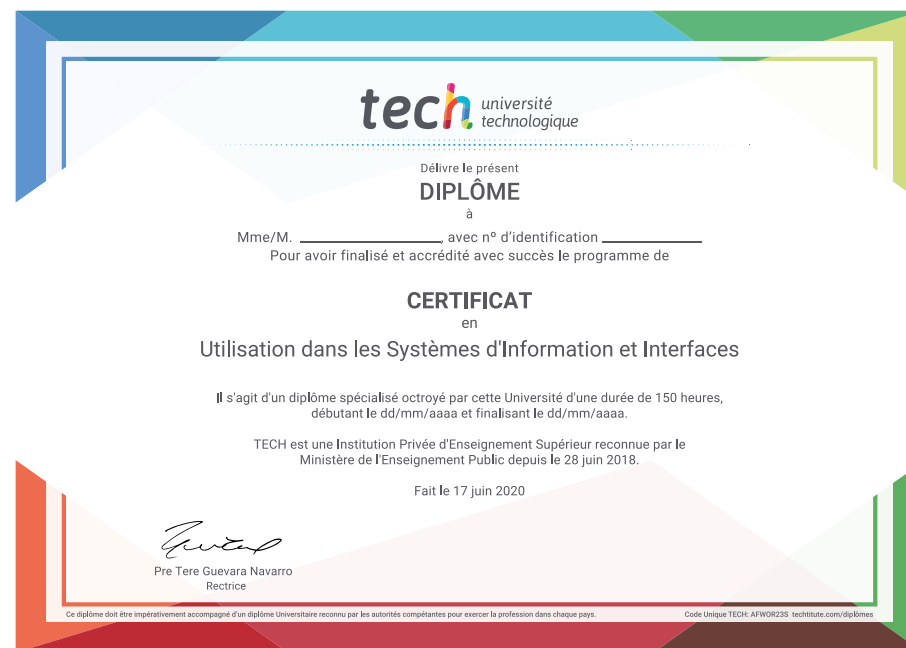 tech université
technologique
Délivre le présent
DIPLÔME
à
Mme/M. ____________________, avec nº d'identification ______________
Pour avoir finalisé et accrédité avec succès le programme de
CERTIFICAT
en
Utilisation dans les Systèmes d'Information et Interfaces
Il s'agit d'un diplôme spécialisé octroyé par cette Université d'une durée de 150 heures,
débutant le dd/mm/aaaa et finalisant le dd/mm/aaaa.
TECH est une Institution Privée d'Enseignement Supérieur reconnue par le
Ministère de l'Enseignement Public depuis le 28 juin 2018.
Fait le 17 juin 2020
Pre Tere Guevara Navarro
Rectrice
Ce diplôme doit être impérativement accompagné d'un diplôme Universitaire reconnu par les autorités compétantes pour exercer la profession dans chaque pays.
Code Unique TECH: AFWOR23S techtitute.com/diplômes